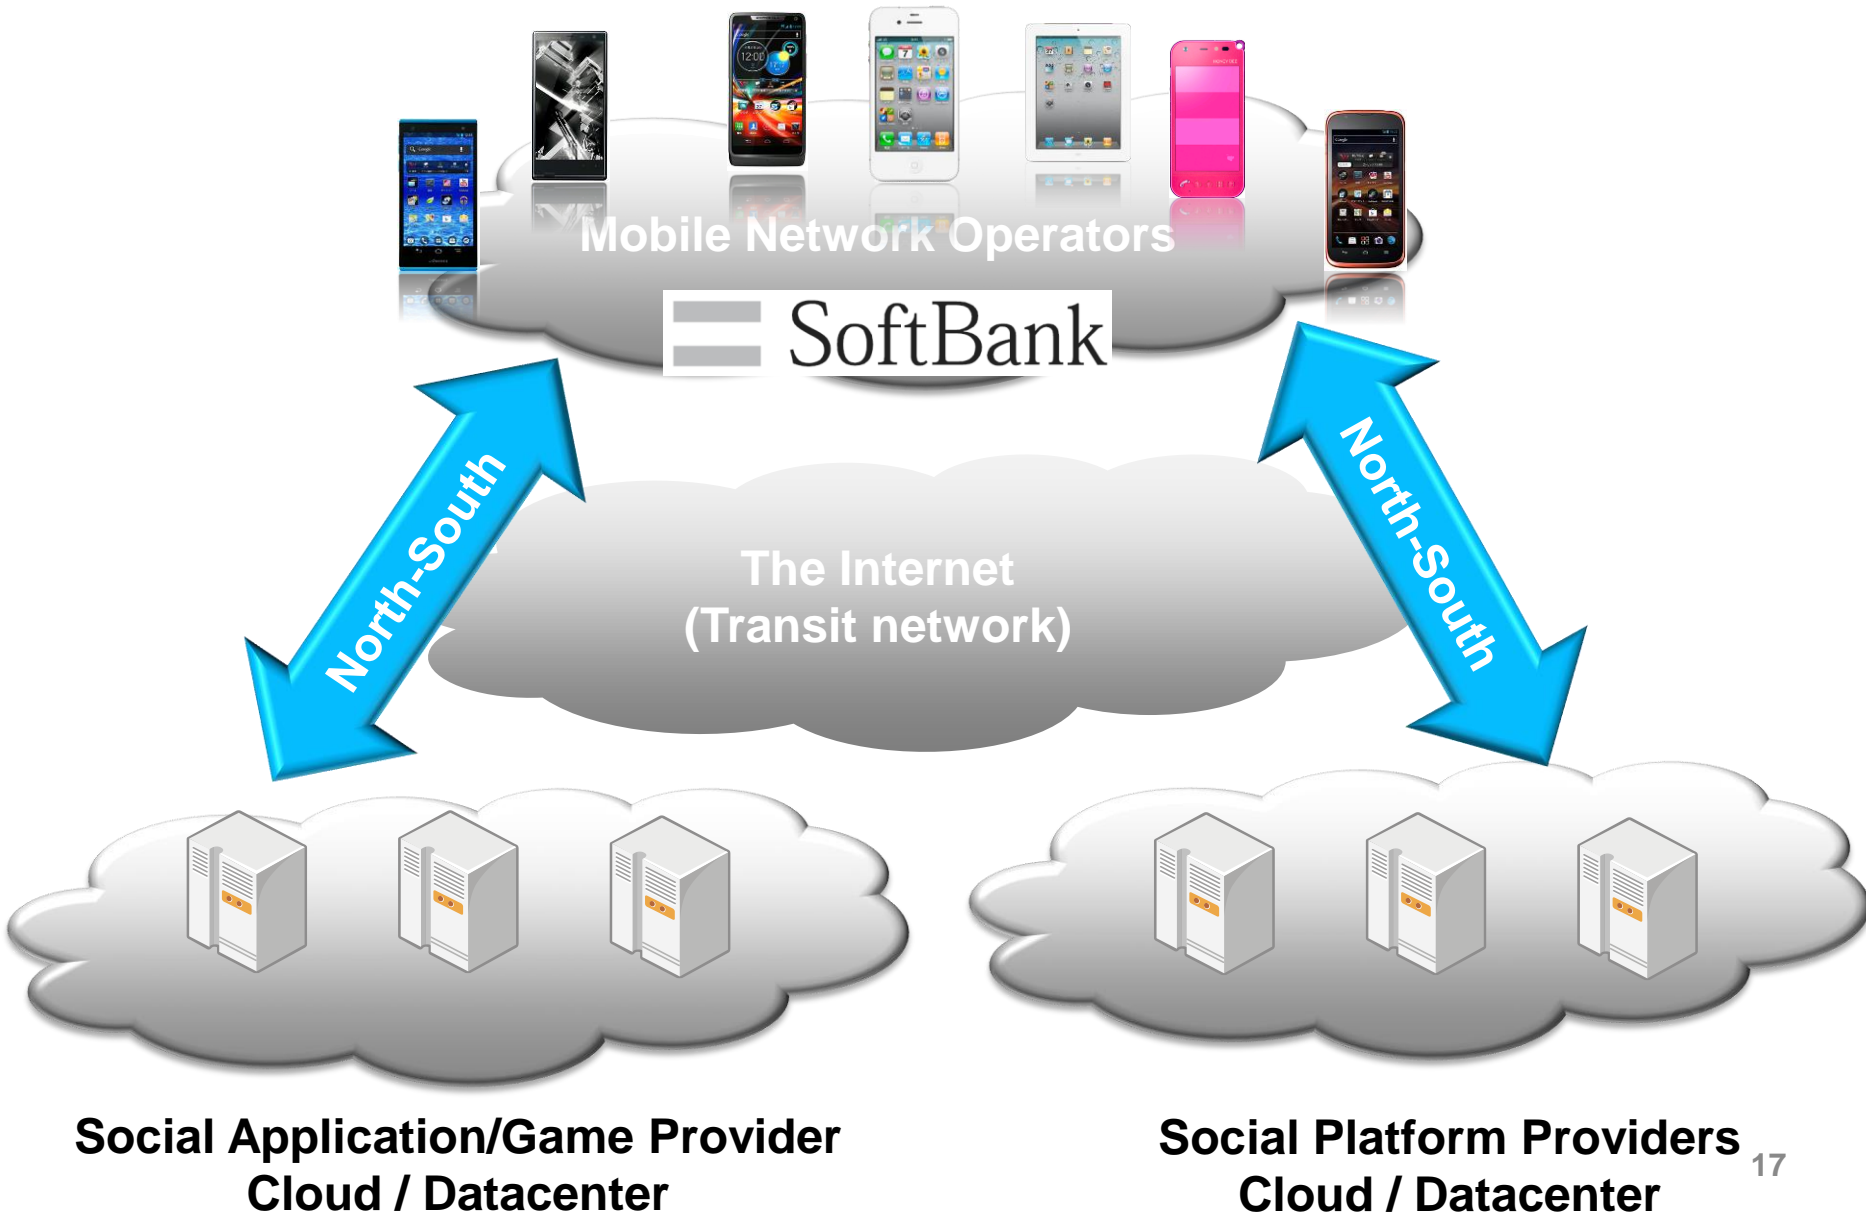 Mobile Network Operators
SoftBank
North-South
North-South
The Internet
(Transit network)
Social Application/Game Provider
Cloud / Datacenter
Social Platform Providers
Cloud / Datacenter
17